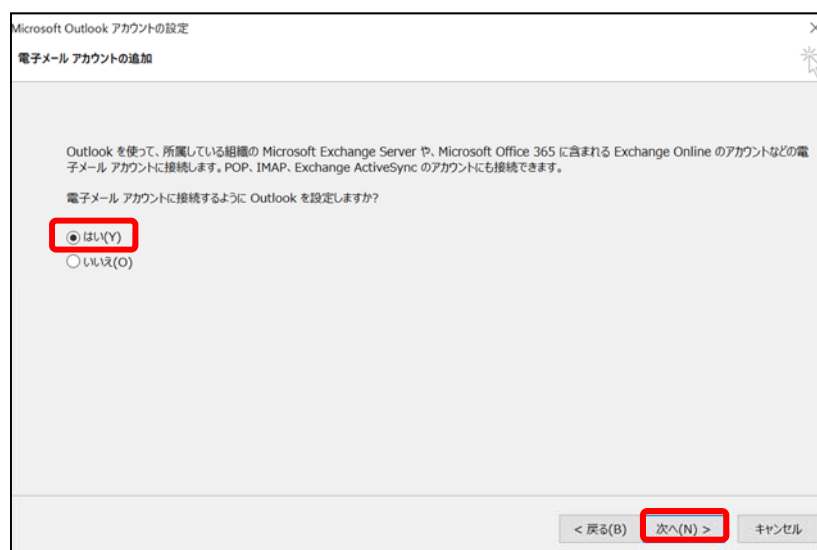 Microsoft Outlook アカウントの設定
電子メール アカウントの追加
Outlook を使って、所属している組織の Microsoft Exchange Server や、Microsoft Office 365 に含まれる Exchange Online のアカウントなどの電
子メール アカウントに接続します。POP、IMAP、Exchange ActiveSync のアカウントにも接続できます。
電子メール アカウントに接続するように Outlook を設定しますか?
はい(Y)
いいえ(O)
< 戻る(B) 次へ(N) > キャンセル